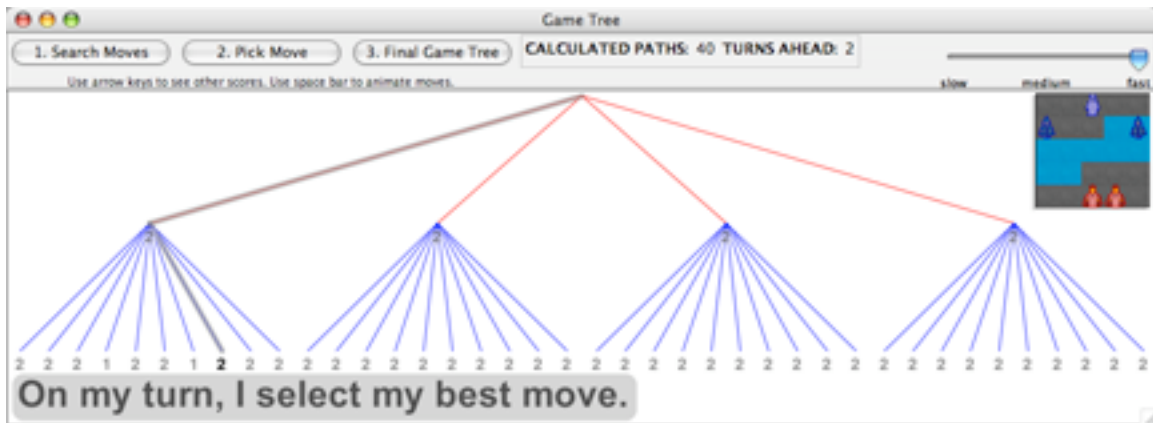 Game Tree
1. Search Moves 2. Pick Move 3. Final Game Tree CALCULATED PATHS: 40 TURNS AHEAD: 2
Use arrow keys to see other scores. Use space bar to animate moves. slow medium fast
2 2 2 2
2 2 2 1 2 2 1 2 2 2 2 2 2 2 2 2 2 2 2 2 2 2 2 2 2 2 2 2 2 2 2 2 2 2 2 2 2 2 2 2
On my turn, I select my best move.